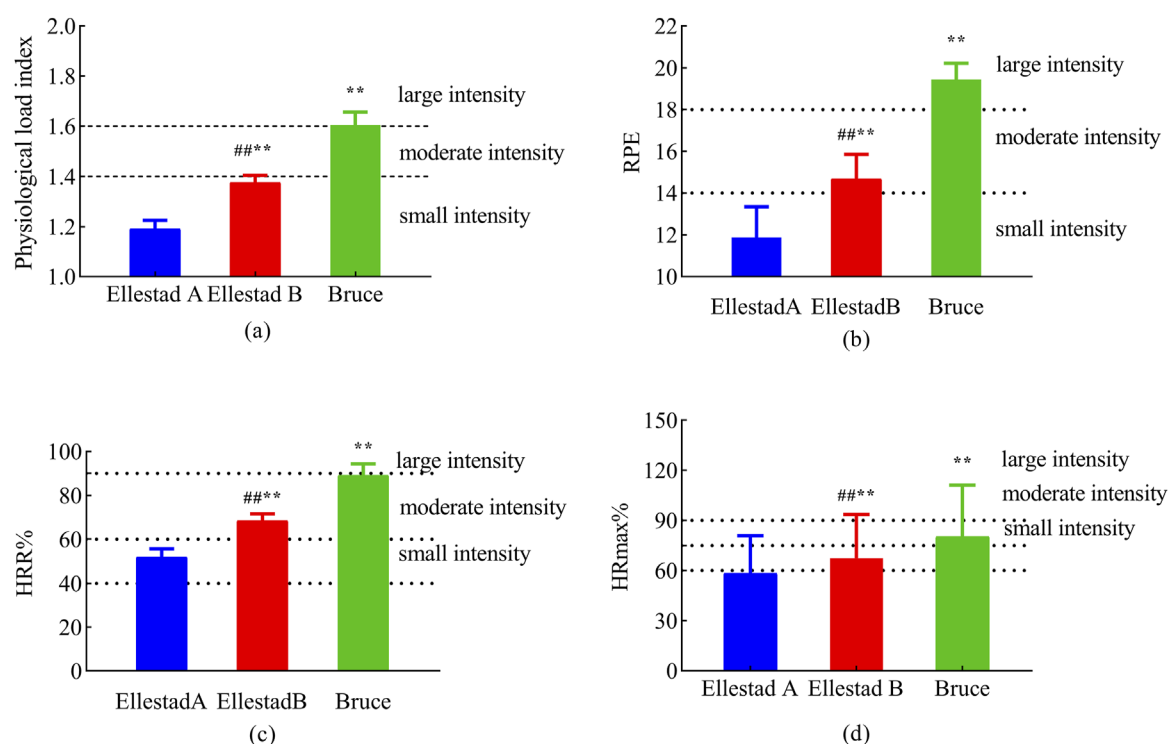 Physiological load index
2.0
1.8
1.6
1.4
1.2
1.0
**
##**
large intensity
moderate intensity
small intensity
Ellestad A Ellestad B Bruce
(a)
RPE
22
20
18
16
14
12
10
**
##**
large intensity
moderate intensity
small intensity
EllestadA EllestadB Bruce
(b)
HRR%
100
80
60
40
20
0
**
##**
large intensity
moderate intensity
small intensity
EllestadA EllestadB Bruce
(c)
HRmax%
150
120
90
60
30
0
**
##**
large intensity
moderate intensity
small intensity
Ellestad A Ellestad B Bruce
(d)